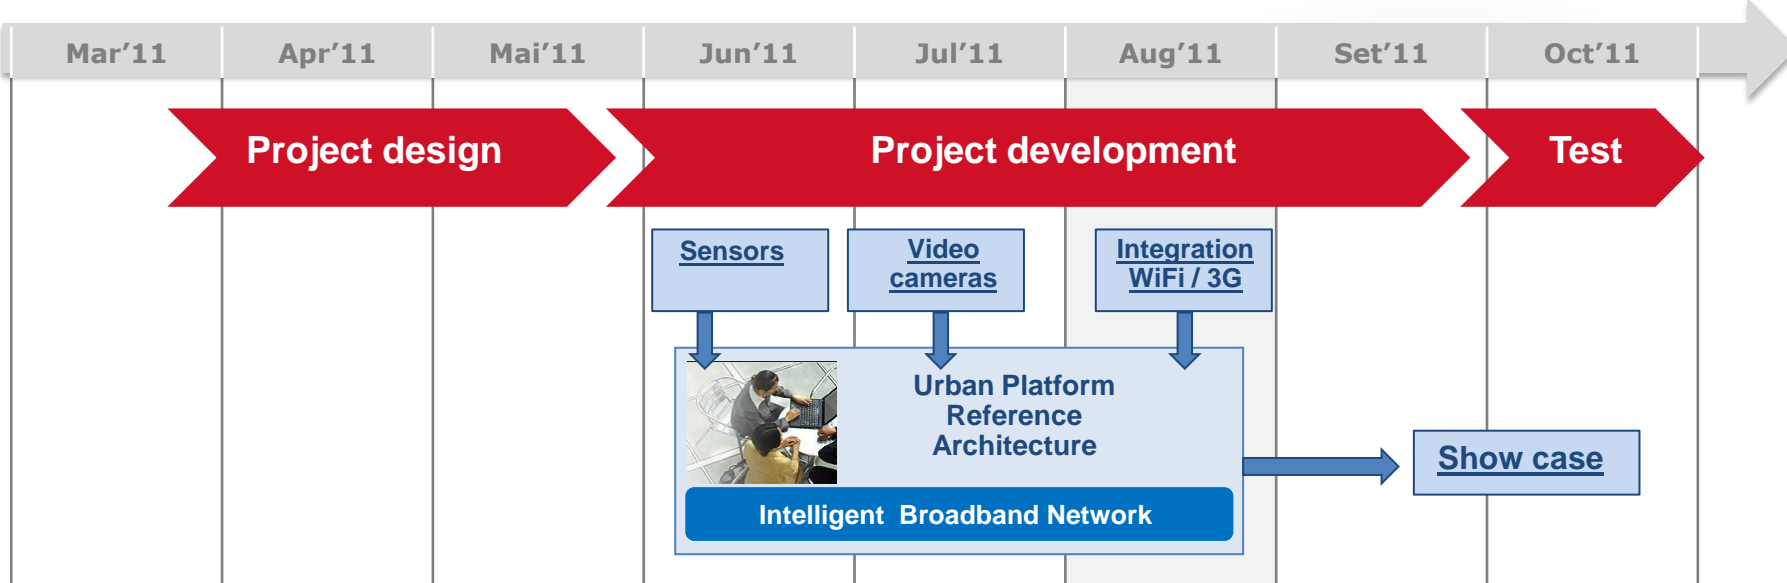 Mar’11 Apr’11 Mai’11 Jun’11 Jul’11 Aug’11 Set’11 Oct’11
Project design Project development Test
Sensors
Video
cameras
Integration
WiFi / 3G
Urban Platform
Reference
Architecture
Show case
Intelligent  Broadband Network